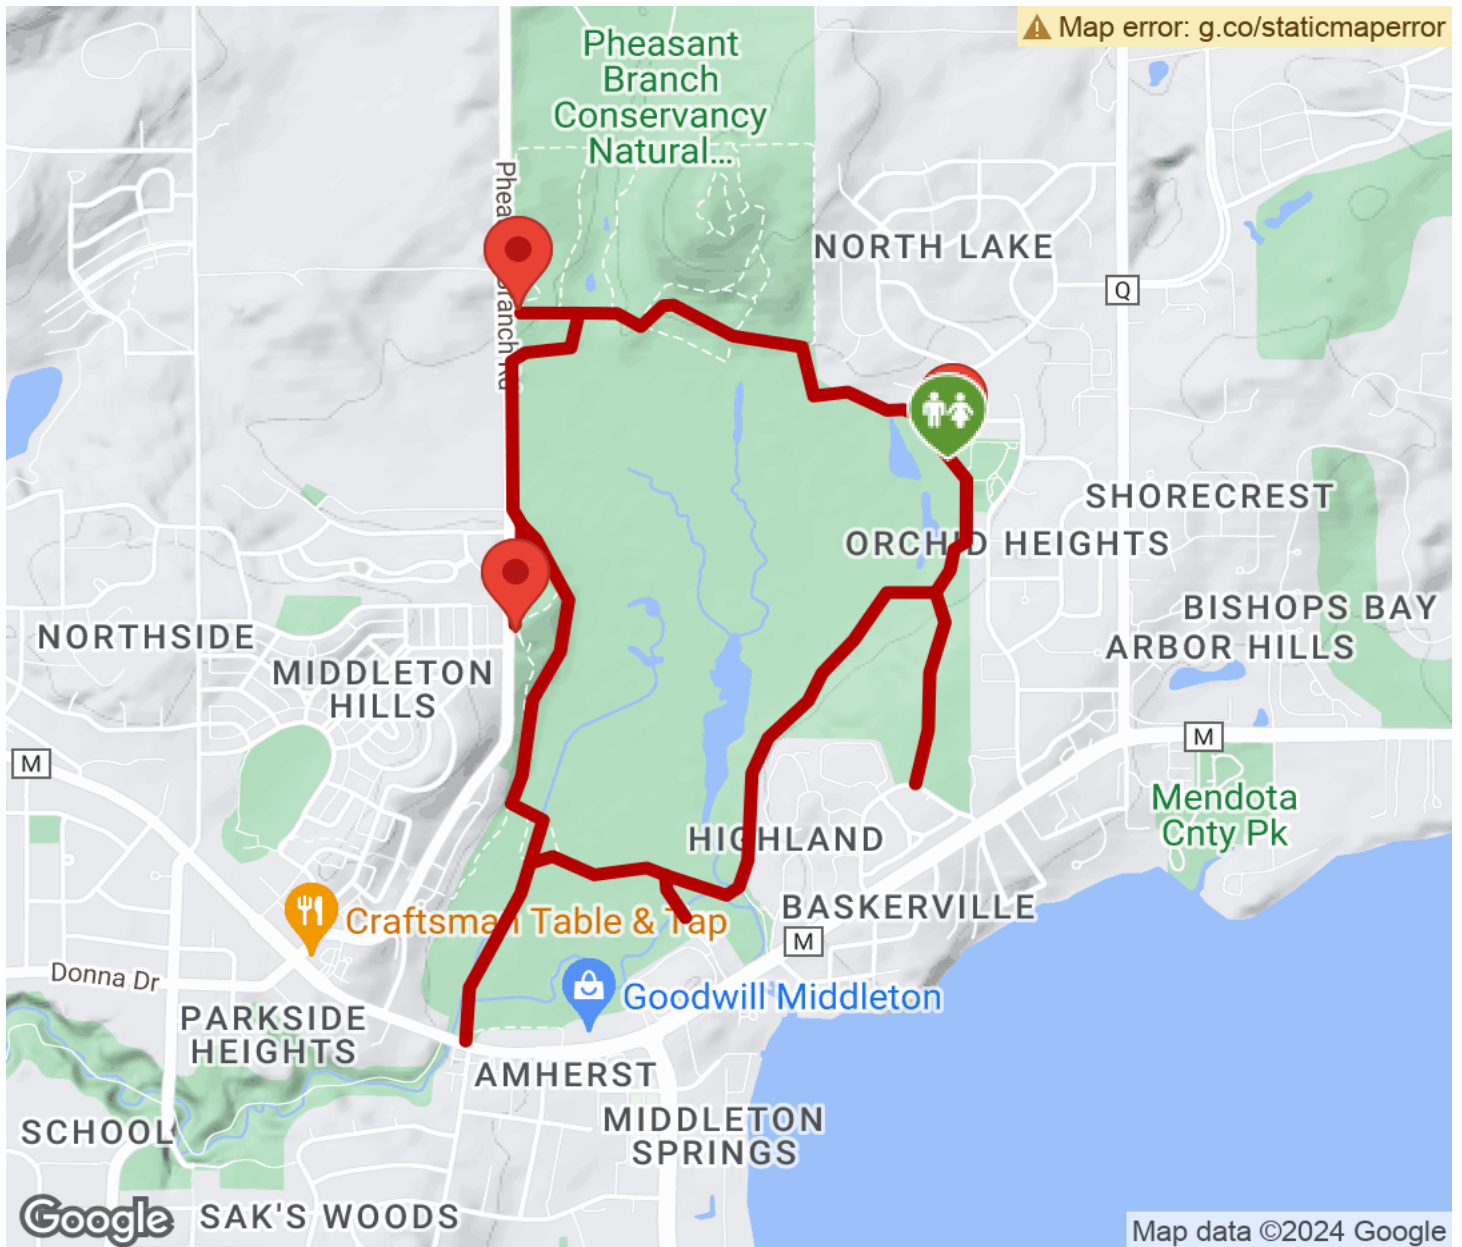 Map error: g.co/staticmaperror
Pheasant
Branch
Conservancy
Natural...
NORTH LAKE
Q
SHORECREST
ORCHID HEIGHTS
BISHOPS BAY
ARBOR HILLS
NORTHSIDE
MIDDLETON
HILLS
M
M
Mendota
Cnty Pk
HIGHLAND
BASKERVILLE
M
Craftsman Table & Tap
Donna Dr
Goodwill Middleton
PARKSIDE
HEIGHTS
AMHERST
MIDDLETON
SPRINGS
SCHOOL
SAK'S WOODS
Google
Map data ©2024 Google